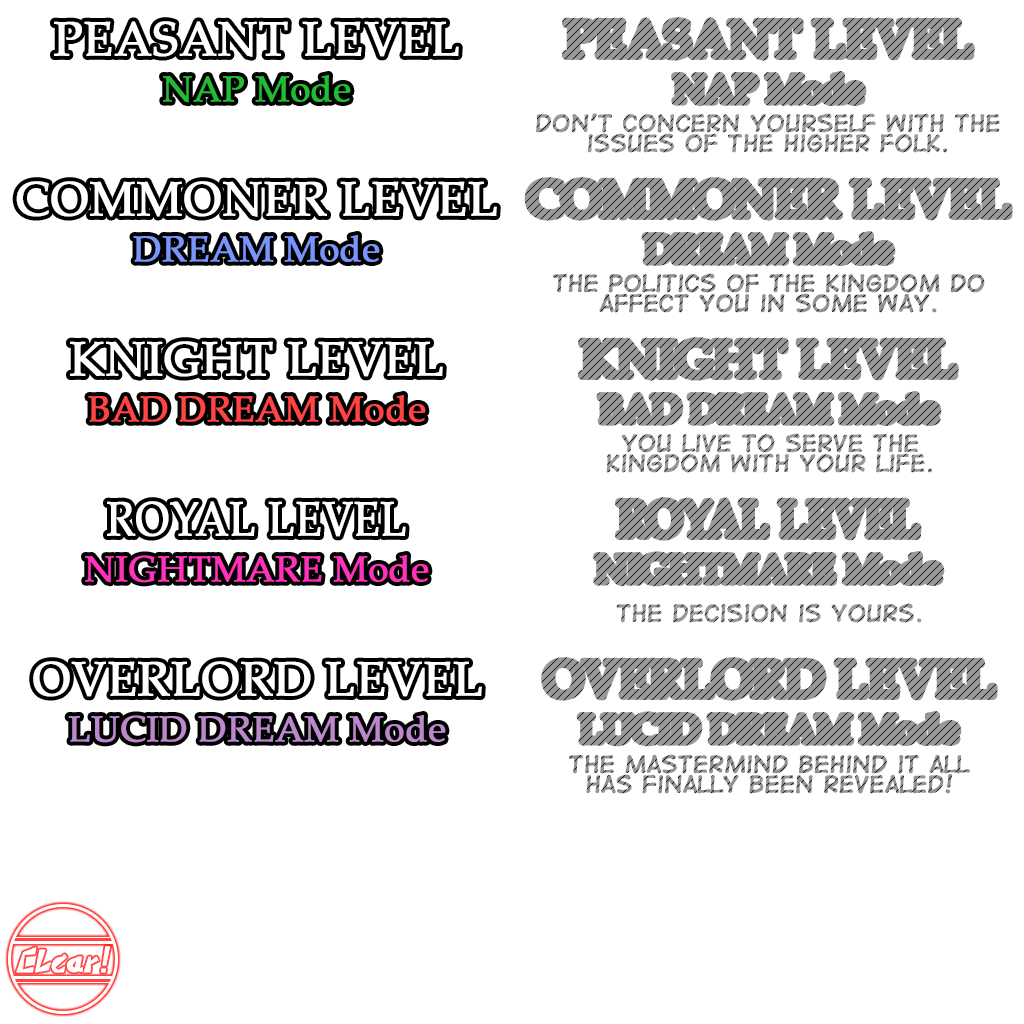 PEASANT LEVEL
NAP Mode
PEASANT LEVEL
NAP Mode
DON'T CONCERN YOURSELF WITH THE
ISSUES OF THE HIGHER FOLK.
COMMONER LEVEL
DREAM Mode
COMMONER LEVEL
DREAM Mode
THE POLITICS OF THE KINGDOM DO
AFFECT YOU IN SOME WAY.
KNIGHT LEVEL
BAD DREAM Mode
KNIGHT LEVEL
BAD DREAM Mode
YOU LIVE TO SERVE THE
KINGDOM WITH YOUR LIFE.
ROYAL LEVEL
NIGHTMARE Mode
ROYAL LEVEL
NIGHTMARE Mode
THE DECISION IS YOURS.
OVERLORD LEVEL
LUCID DREAM Mode
OVERLORD LEVEL
LUCID DREAM Mode
THE MASTERMIND BEHIND IT ALL
HAS FINALLY BEEN REVEALED!
CLear!